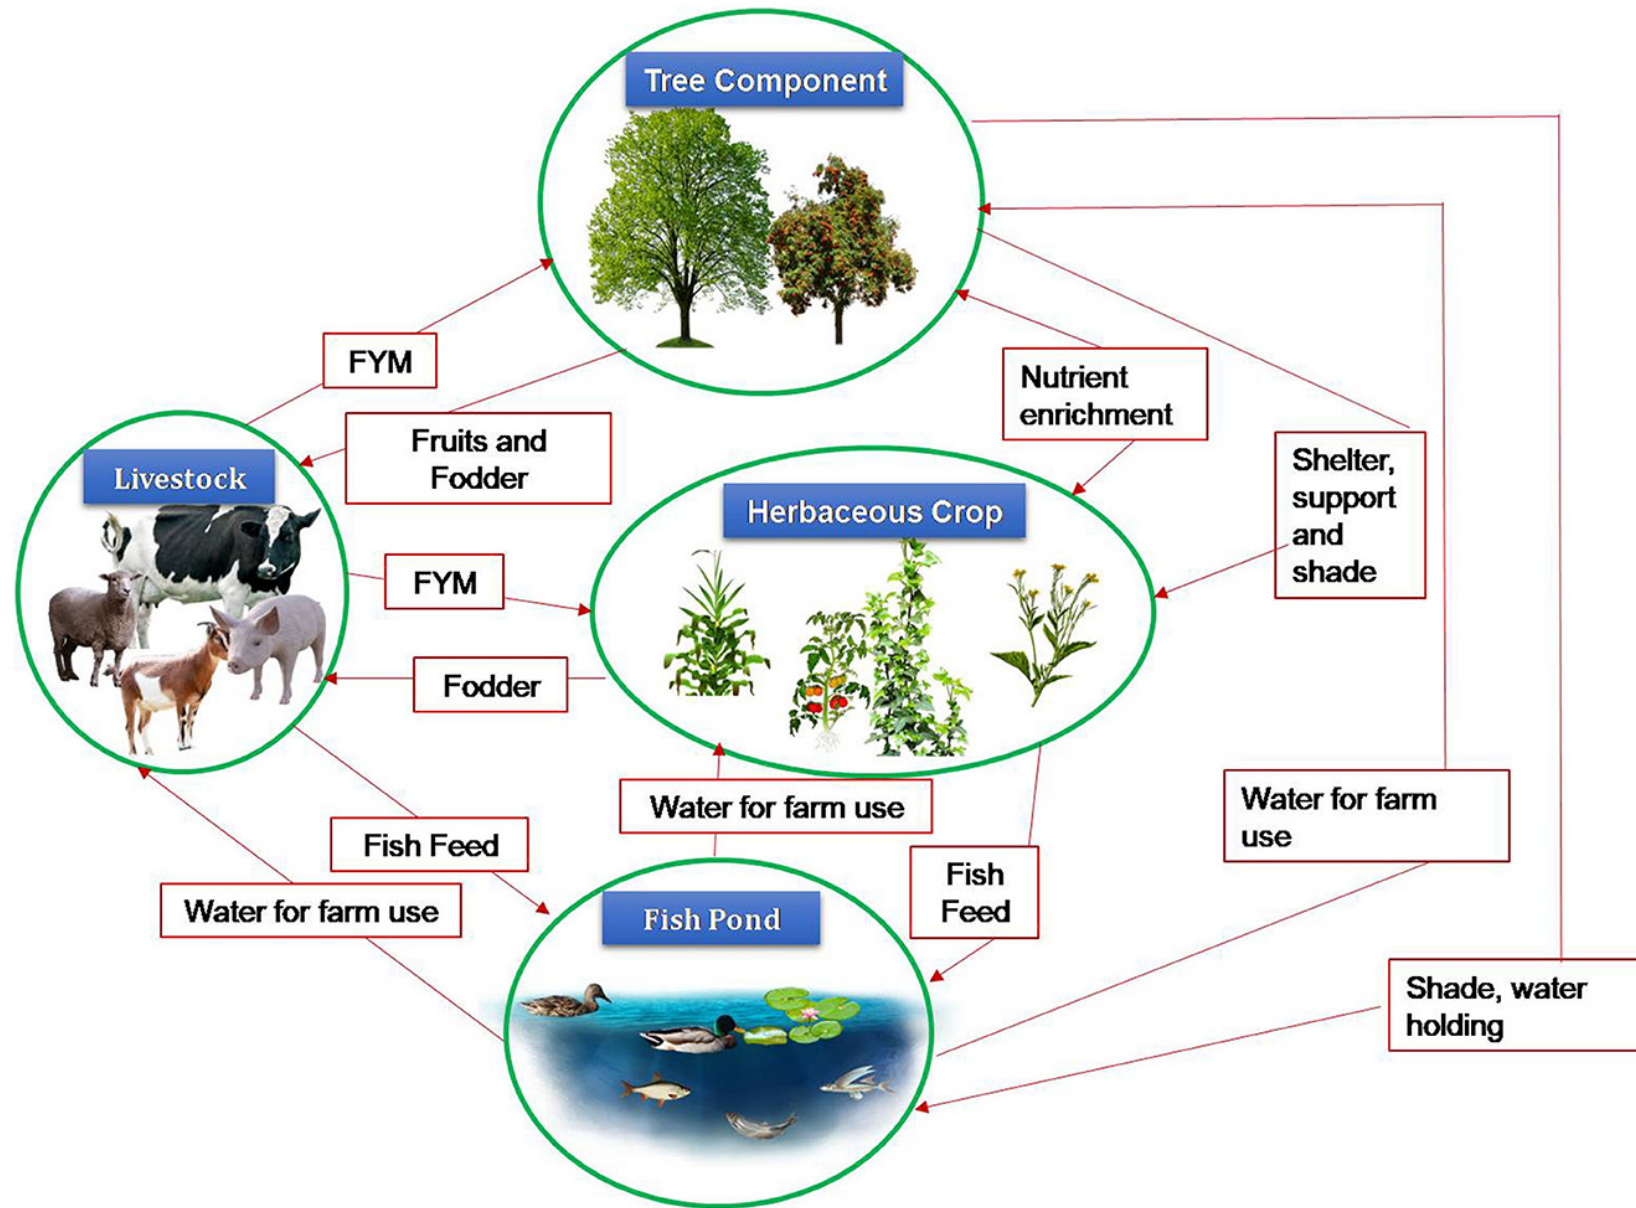 Tree Component
FYM
Nutrient
enrichment
Fruits and
Fodder
Livestock
Shelter,
support
and
shade
Herbaceous Crop
FYM
Fodder
Water for farm use
Water for farm
use
Fish Feed
Fish
Feed
Water for farm use
Fish Pond
Shade, water
holding